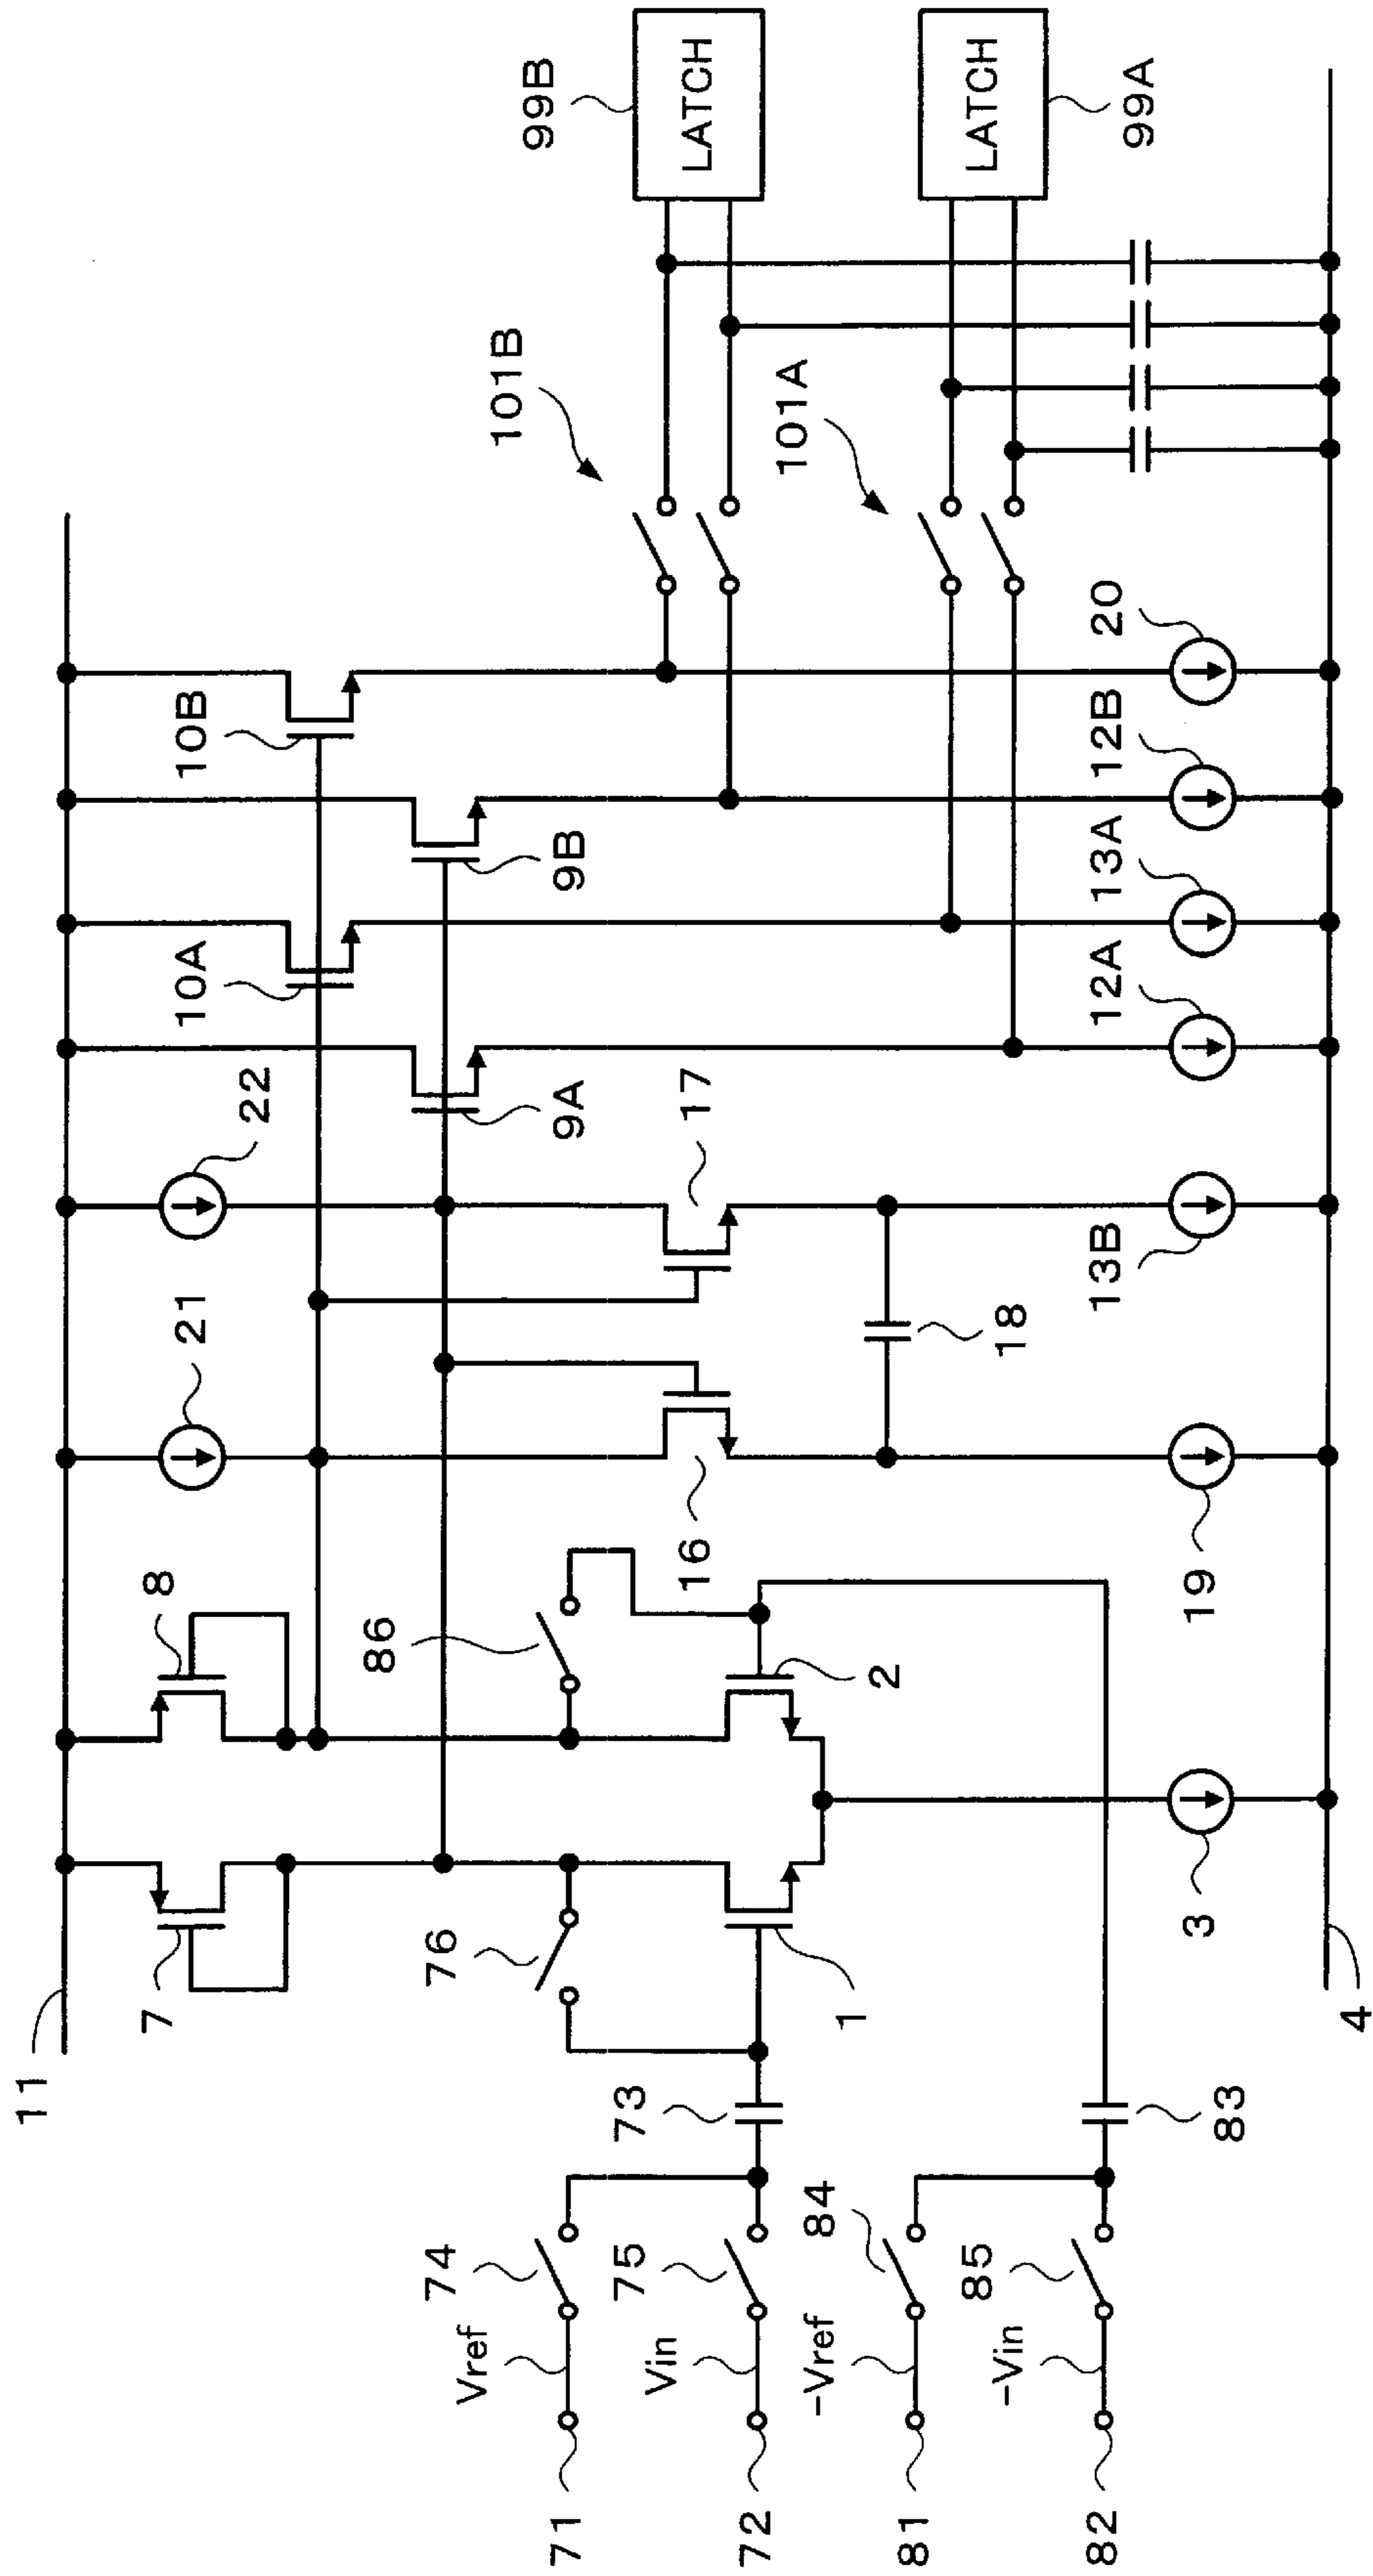 11
7
8
21
22
10A
10B
9A
9B
99B
LATCH
LATCH
99A
101B
101A
76
86
16
17
18
1
2
3
19
13B
12A
13A
12B
20
4
73
83
74
Vref
71
75
Vin
72
84
-Vref
81
85
-Vin
82